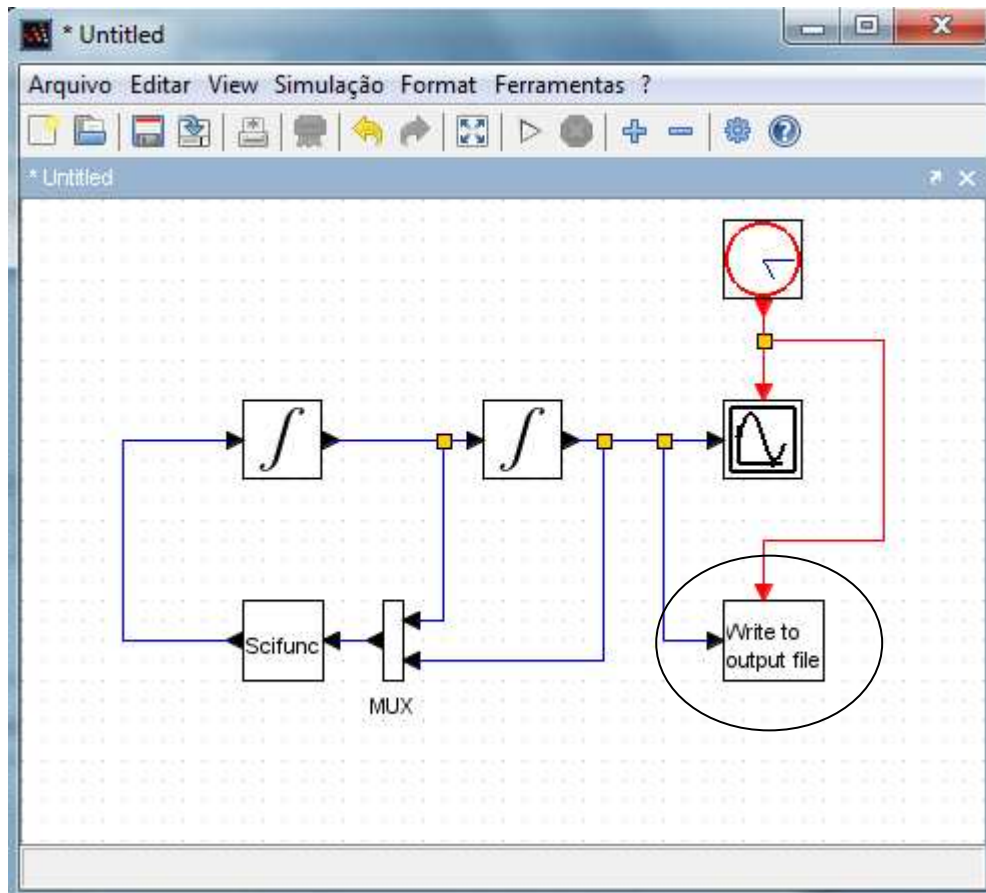 * Untitled
Arquivo Editar View Simulação Format Ferramentas ?
* Untitled
Scifunc
MUX
Write to
output file